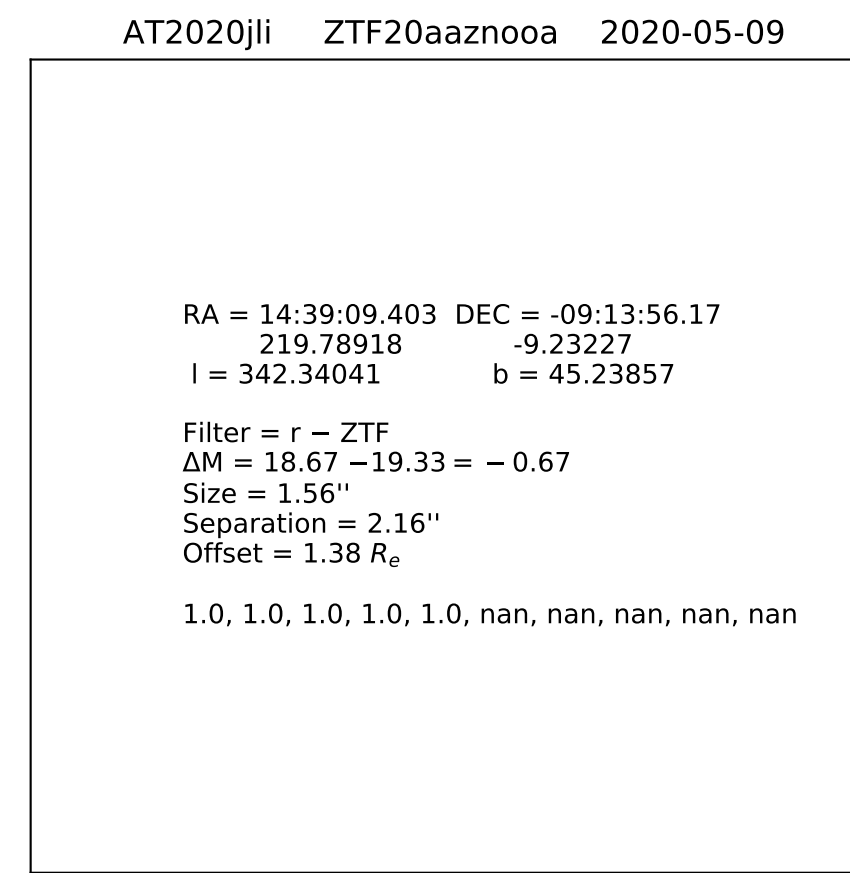 AT2020jli ZTF20aaznooa 2020-05-09
RA = 14:39:09.403 DEC = -09:13:56.17
219.78918 -9.23227
l = 342.34041 b = 45.23857
Filter = r − ZTF
ΔM = 18.67 −19.33 = − 0.67
Size = 1.56''
Separation = 2.16''
Offset = 1.38 Rₑ
1.0, 1.0, 1.0, 1.0, 1.0, nan, nan, nan, nan, nan